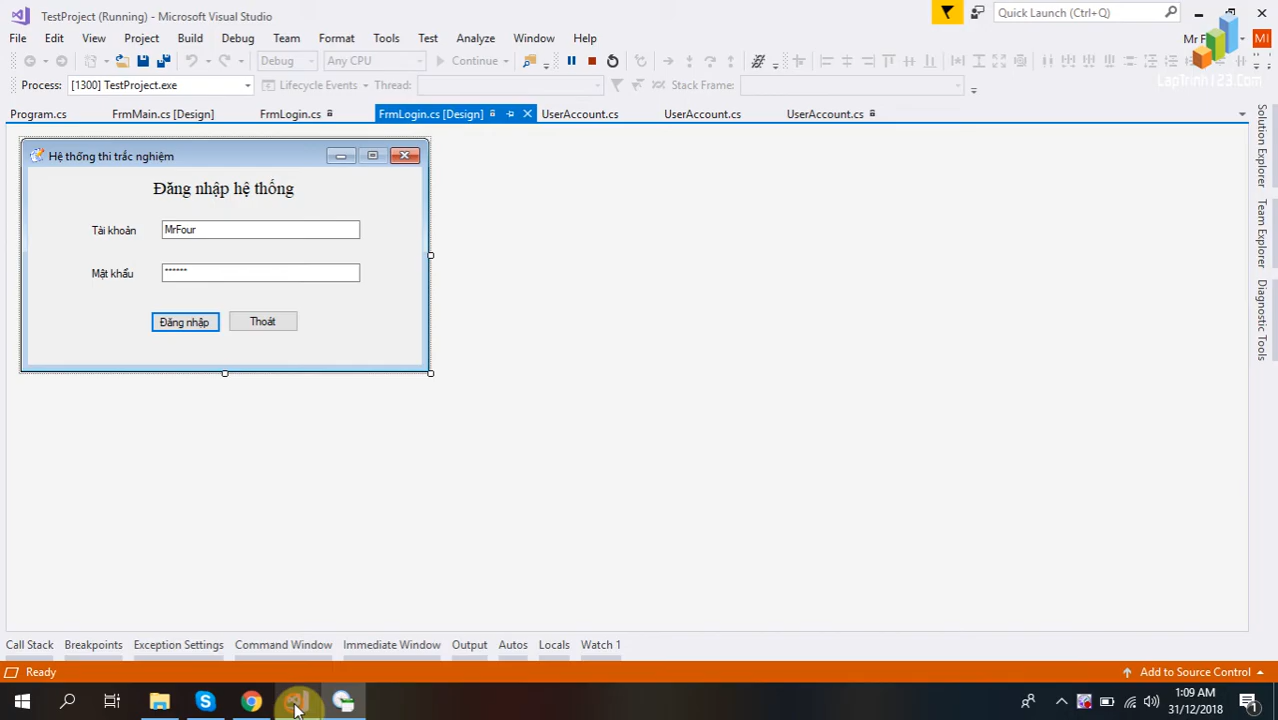 TestProject (Running) - Microsoft Visual Studio
Quick Launch (Ctrl+Q)
File Edit View Project Build Debug Team Format Tools Test Analyze Window Help
Mr F
MI
Debug Any CPU Continue
LapTrinh123.Com
Process: [1300] TestProject.exe Lifecycle Events Thread: Stack Frame:
Program.cs FrmMain.cs [Design] FrmLogin.cs FrmLogin.cs [Design] UserAccount.cs UserAccount.cs UserAccount.cs
Solution Explorer
Team Explorer
Diagnostic Tools
Hệ thống thi trắc nghiệm
Đăng nhập hệ thống
Tài khoản MrFour
Mật khẩu ******
Đăng nhập Thoát
Call Stack Breakpoints Exception Settings Command Window Immediate Window Output Autos Locals Watch 1
Ready
Add to Source Control
1:09 AM
31/12/2018
1